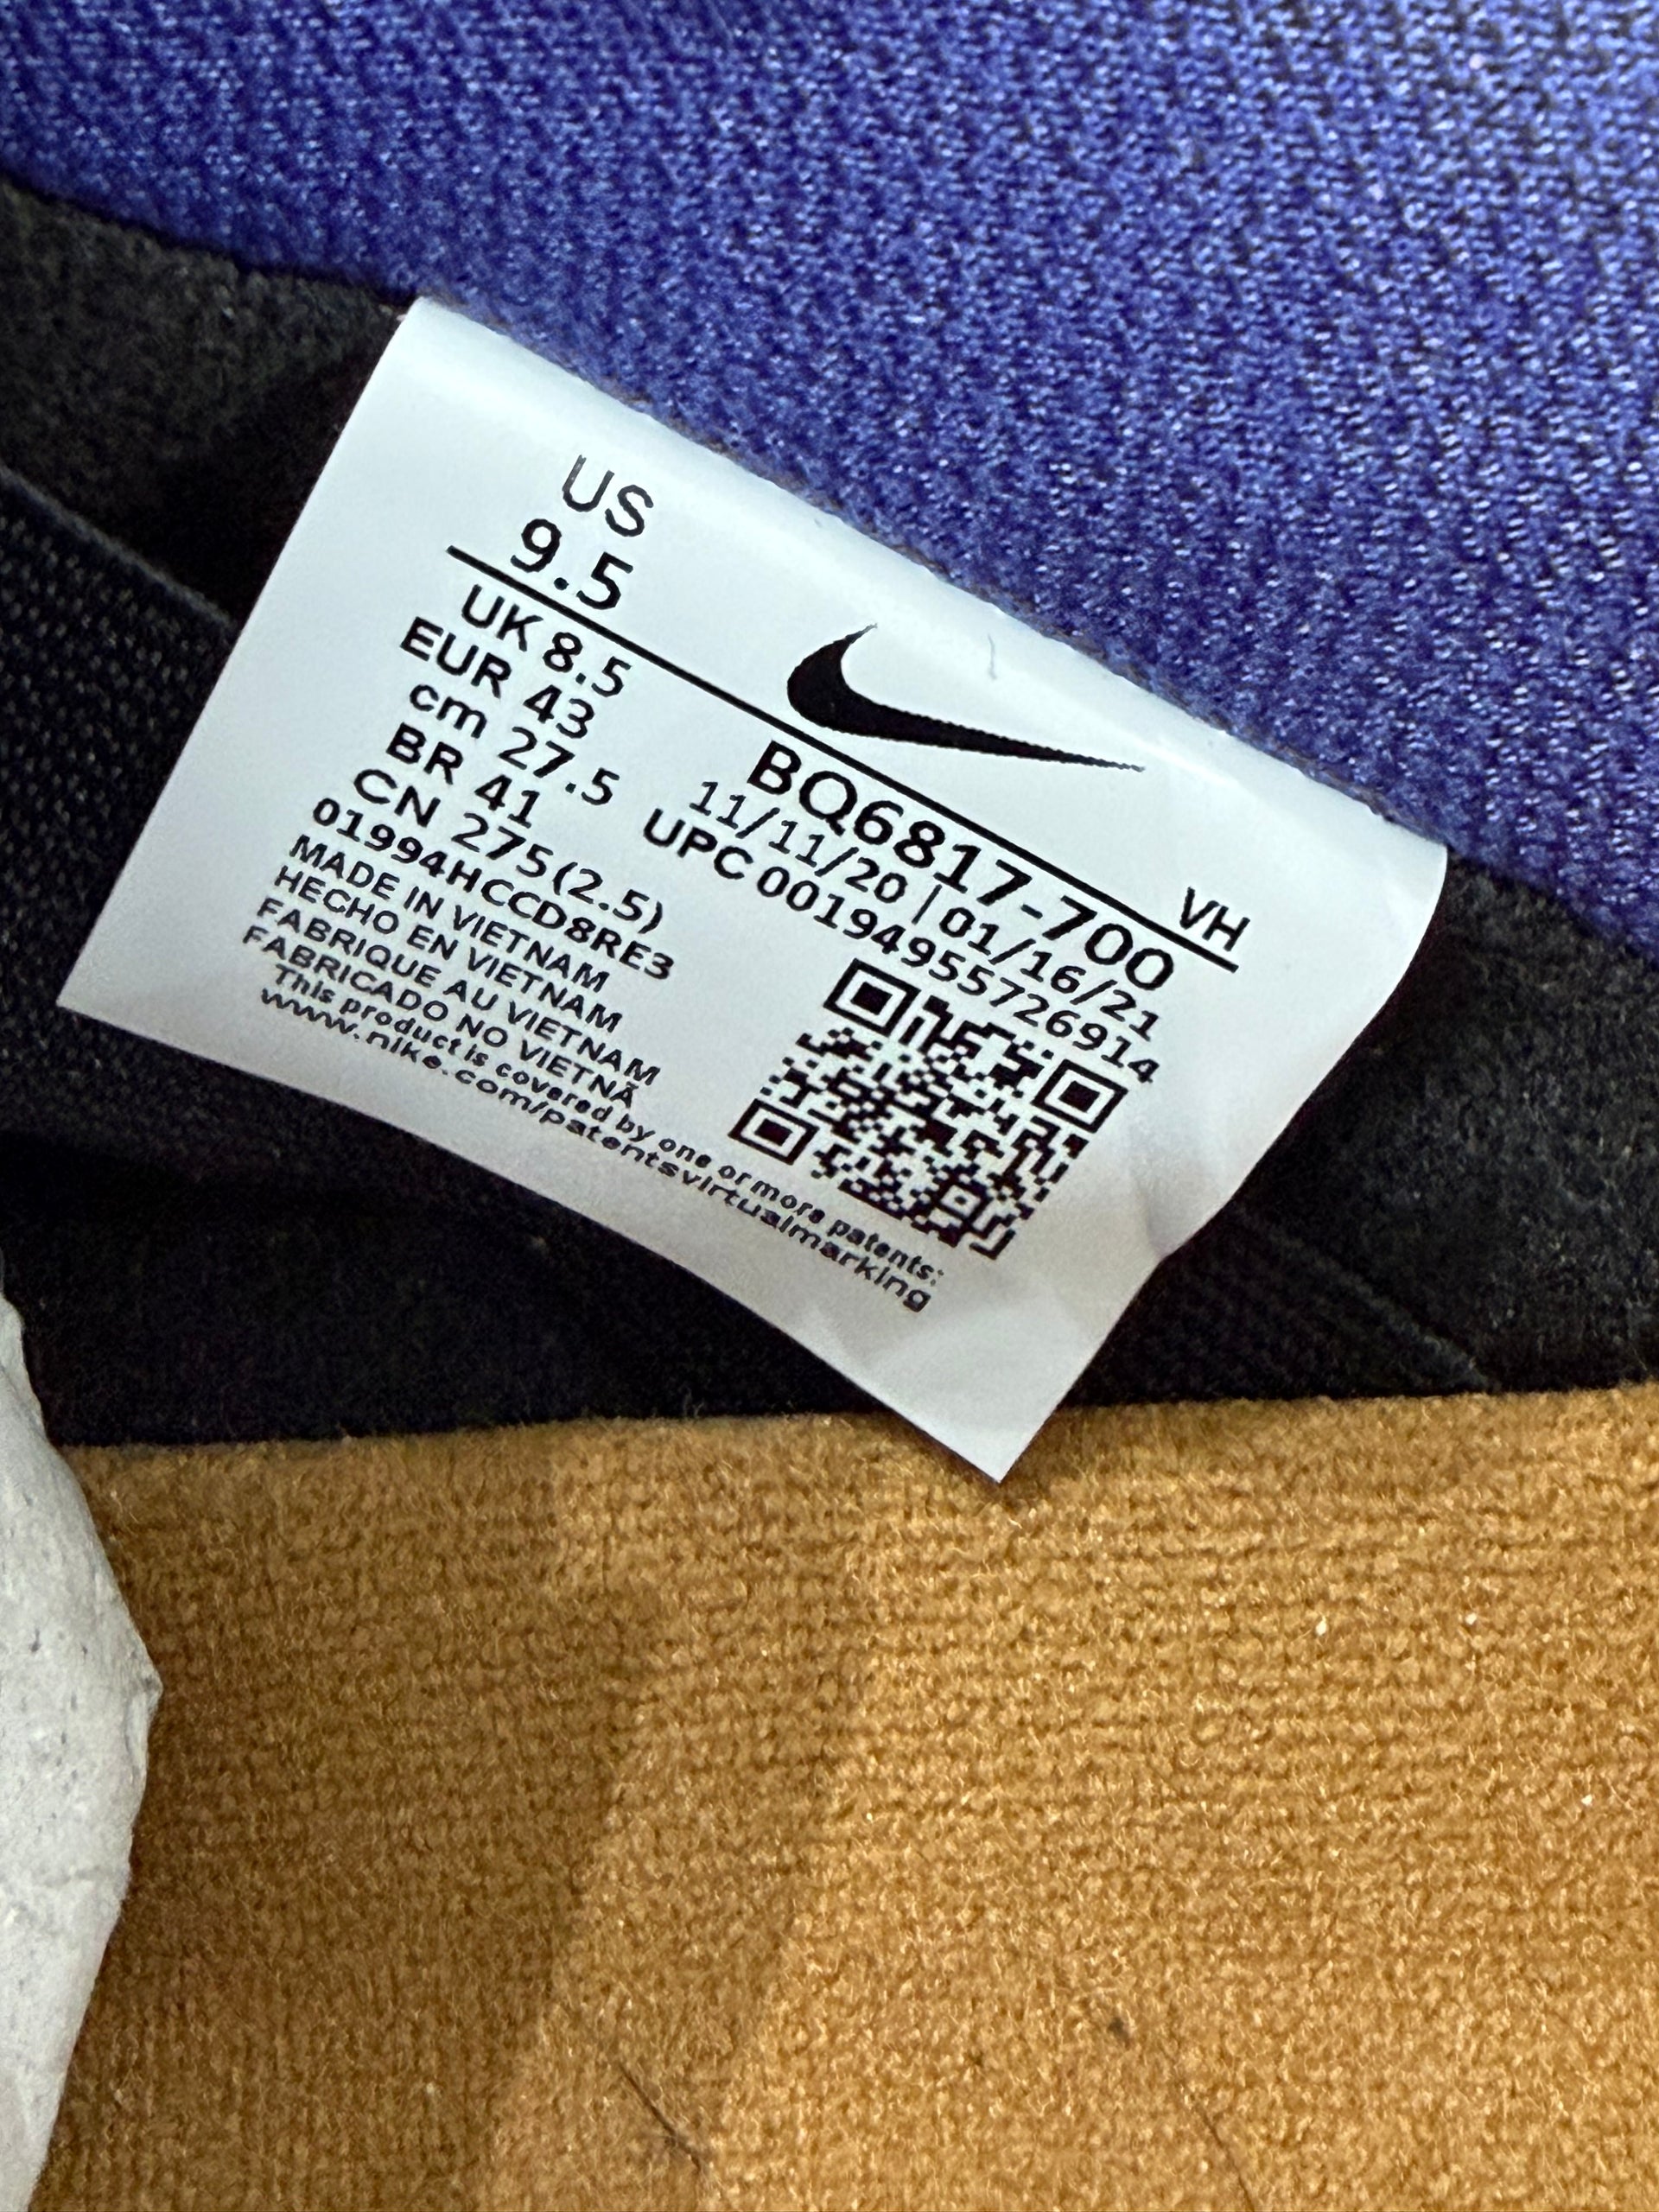 US
9.5
VH
UK 8.5
EUR 43
cm 27.5
BR 41
CN 275(2.5)
BQ6817-700
11/11/20 | 01/16/21
UPC 00194955726914
01994HCCD8RE3
MADE IN VIETNAM
HECHO EN VIETNAM
FABRIQUE AU VIETNAM
FABRICADO NO VIETNÃ
This product is covered by one or more patents:
www.nike.com/patentsvirtualmarking